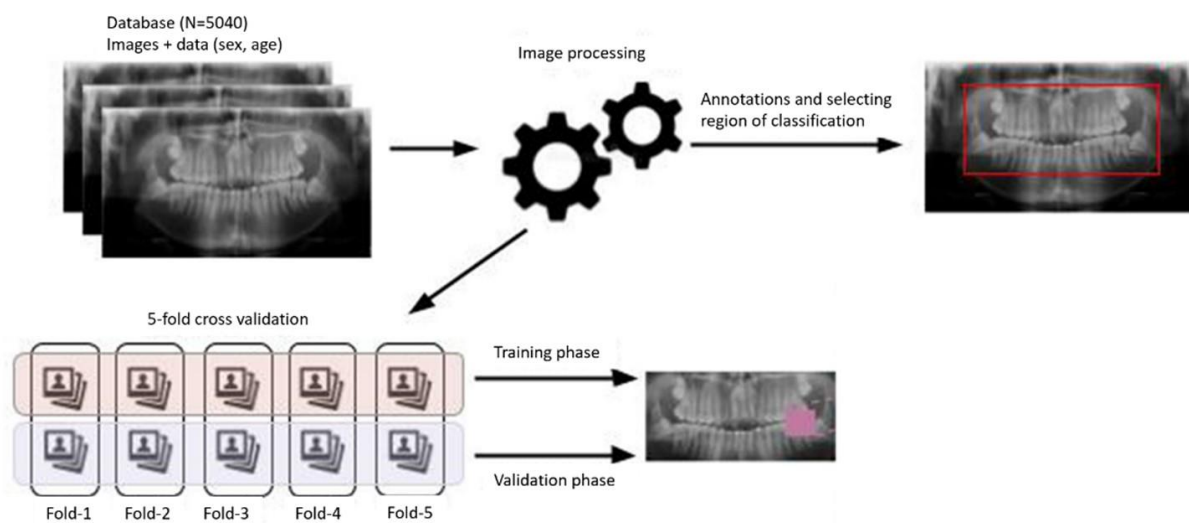 Database (N=5040)
Images + data (sex, age)
Image processing
Annotations and selecting
region of classification
5-fold cross validation
Training phase
Validation phase
Fold-1
Fold-2
Fold-3
Fold-4
Fold-5